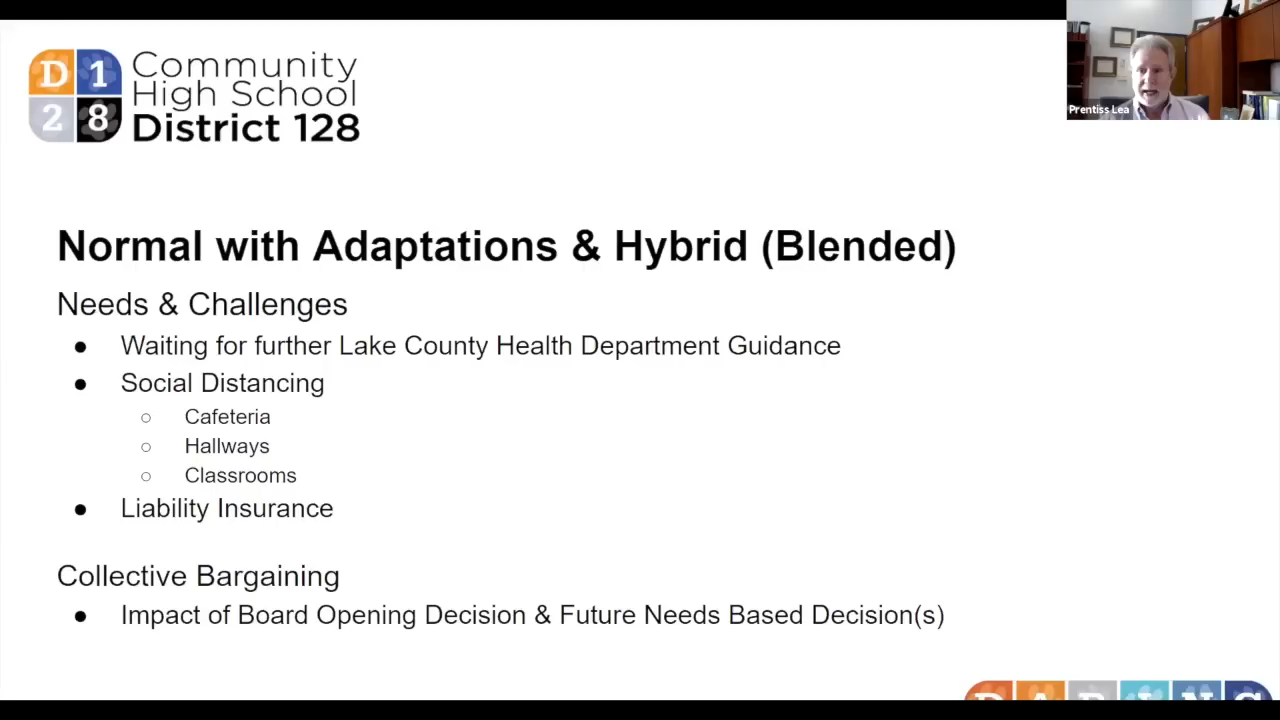 D 1
2 8
Community
High School
District 128
Prentiss Lea
Normal with Adaptations & Hybrid (Blended)
Needs & Challenges
● Waiting for further Lake County Health Department Guidance
● Social Distancing
○ Cafeteria
○ Hallways
○ Classrooms
● Liability Insurance
Collective Bargaining
● Impact of Board Opening Decision & Future Needs Based Decision(s)